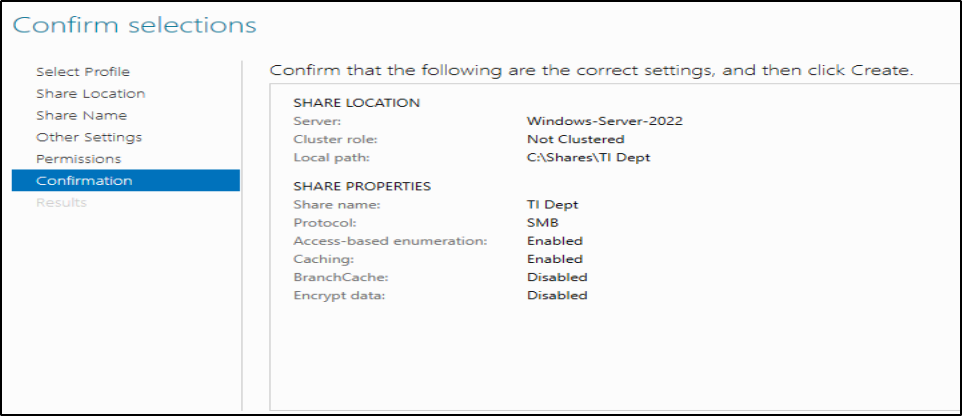 Confirm selections
Select Profile
Share Location
Share Name
Other Settings
Permissions
Confirmation
Results
Confirm that the following are the correct settings, and then click Create.
SHARE LOCATION
Server: Windows-Server-2022
Cluster role: Not Clustered
Local path: C:\Shares\TI Dept
SHARE PROPERTIES
Share name: TI Dept
Protocol: SMB
Access-based enumeration: Enabled
Caching: Enabled
BranchCache: Disabled
Encrypt data: Disabled